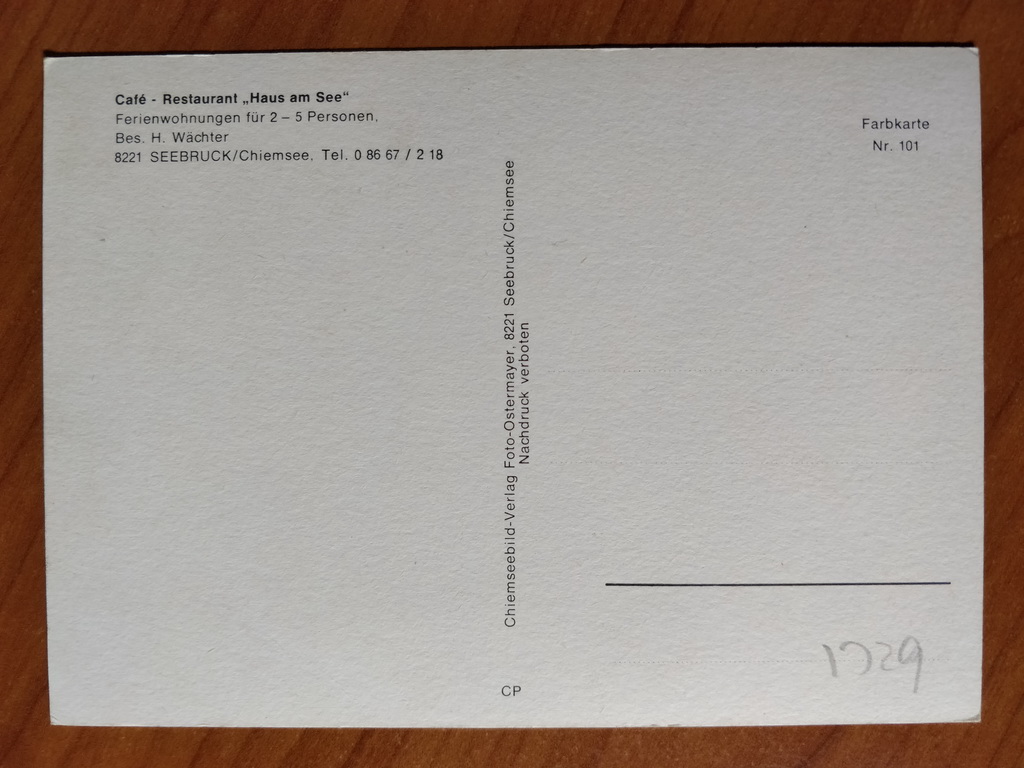 Café - Restaurant „Haus am See“
Ferienwohnungen für 2 – 5 Personen,
Bes. H. Wächter
8221 SEEBRUCK/Chiemsee, Tel. 0 86 67 / 2 18
Farbkarte
Nr. 101
Chiemseebild-Verlag Foto-Ostermayer, 8221 Seebruck/Chiemsee
Nachdruck verboten
CP